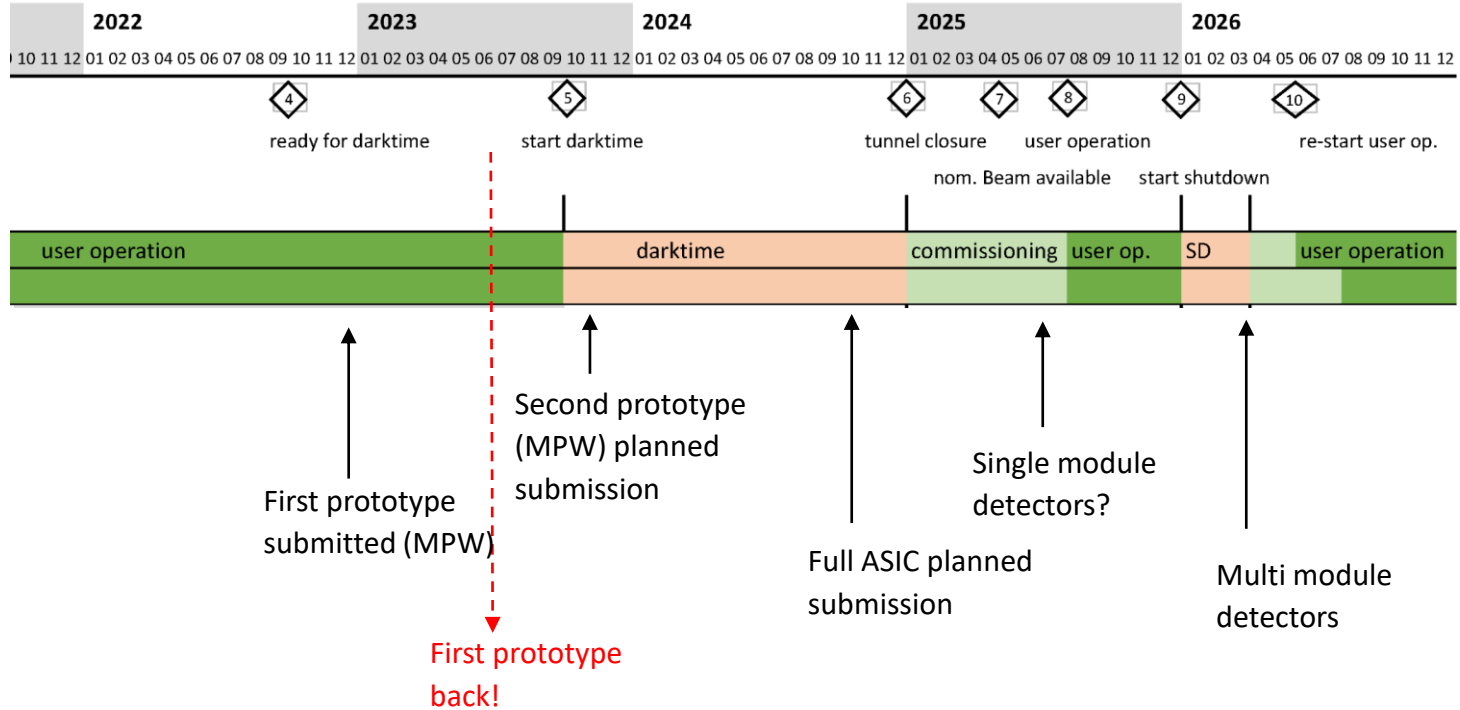 2022 2023 2024 2025 2026
10 11 12 01 02 03 04 05 06 07 08 09 10 11 12 01 02 03 04 05 06 07 08 09 10 11 12 01 02 03 04 05 06 07 08 09 10 11 12 01 02 03 04 05 06 07 08 09 10 11 12 01 02 03 04 05 06 07 08 09 10 11 12
4 5 6 7 8 9 10
ready for darktime start darktime tunnel closure user operation re-start user op.
nom. Beam available start shutdown
user operation darktime commissioning user op. SD user operation
First prototype
submitted (MPW)
First prototype
back!
Second prototype
(MPW) planned
submission
Full ASIC planned
submission
Single module
detectors?
Multi module
detectors